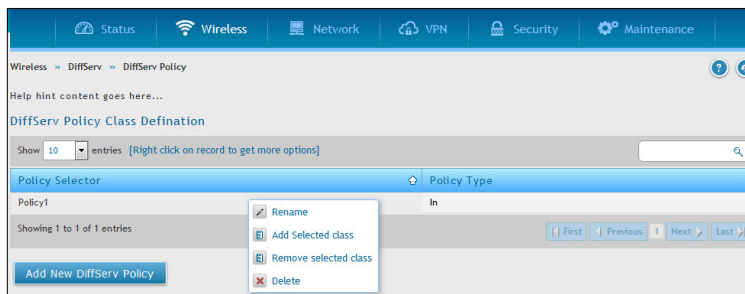 Status Wireless Network VPN Security Maintenance
Wireless » DiffServ » DiffServ Policy
Help hint content goes here...
DiffServ Policy Class Defination
Show 10 entries [Right click on record to get more options]
Policy Selector Policy Type
Policy1 In
Rename
Showing 1 to 1 of 1 entries First Previous 1 Next Last
Add Selected class
Remove selected class
Add New DiffServ Policy
Delete